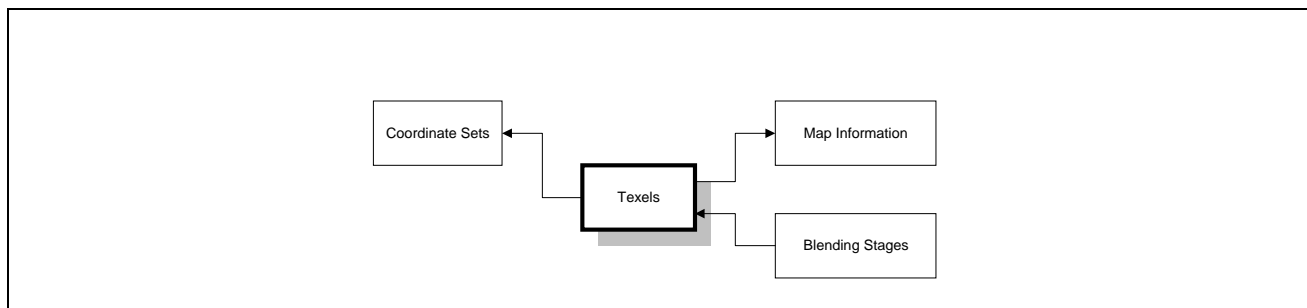 Coordinate Sets
Map Information
Texels
Blending Stages